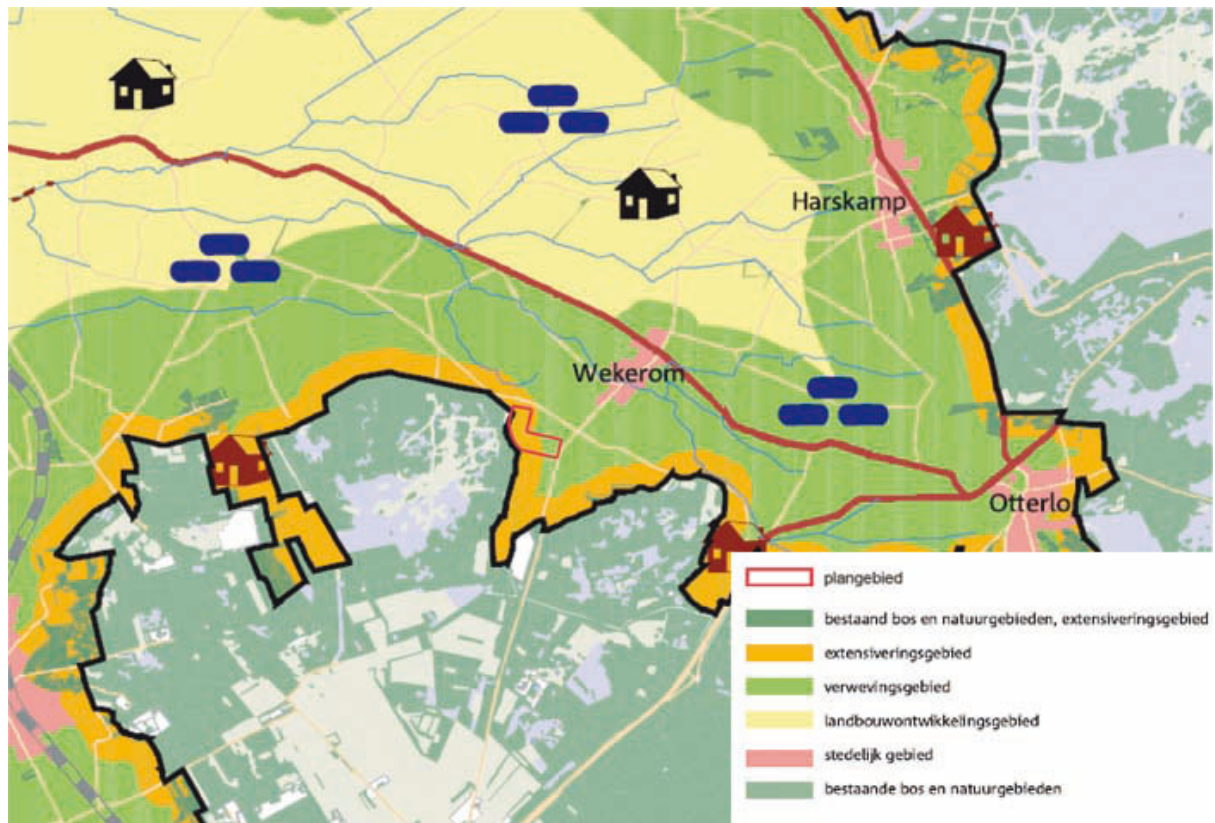 Harskamp
Wekerom
Otterlo
plangebied
bestaand bos en natuurgebieden, extensiveringsgebied
extensiveringsgebied
verwevingsgebied
landbouwontwikkelingsgebied
stedelijk gebied
bestaande bos en natuurgebieden